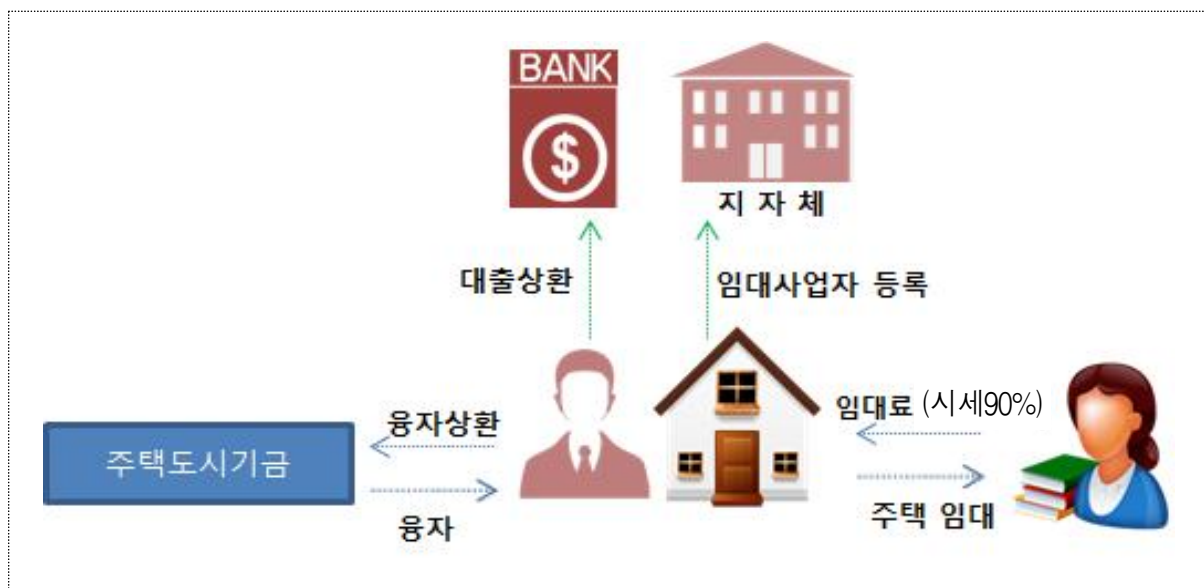 BANK
$
지 자 체
대출상환
임대사업자 등록
임대료 (시세90%)
융자상환
주택도시기금
융자
주택 임대